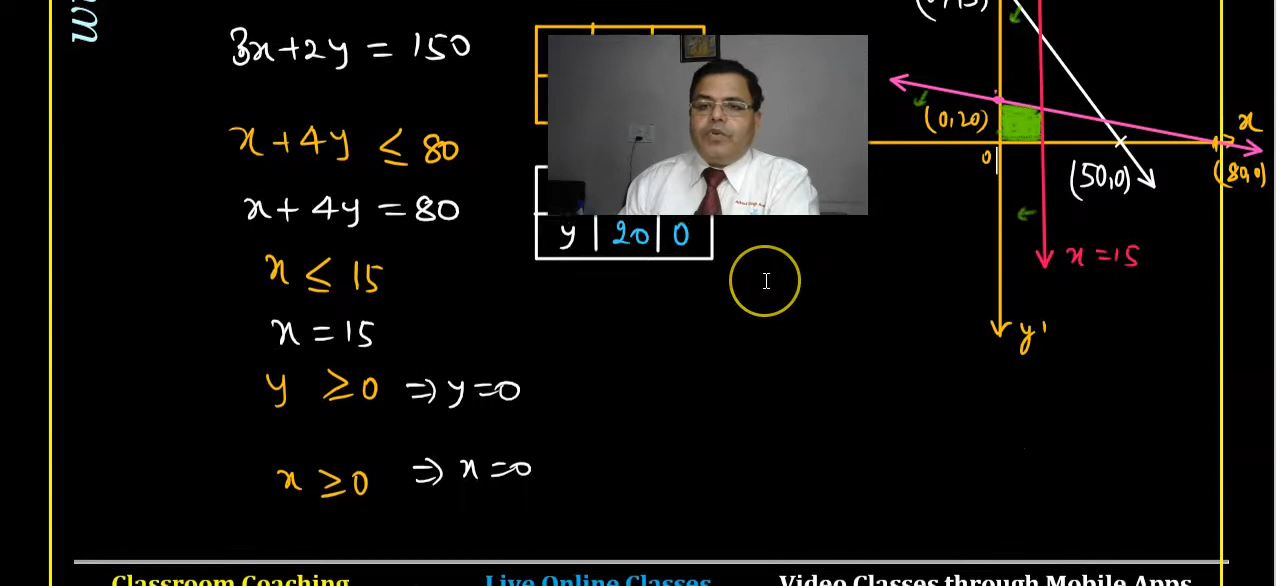 3x+2y = 150
x+4y ≤ 80
x+4y = 80
x ≤ 15
x = 15
y ≥ 0 ⇒ y=0
x ≥ 0 ⇒ x=0
y | 20 | 0
(0,20)
0
(50,0)
x
(80,0)
x = 15
y'
Classroom Coaching
Live Online Classes
Video Classes through Mobile Apps